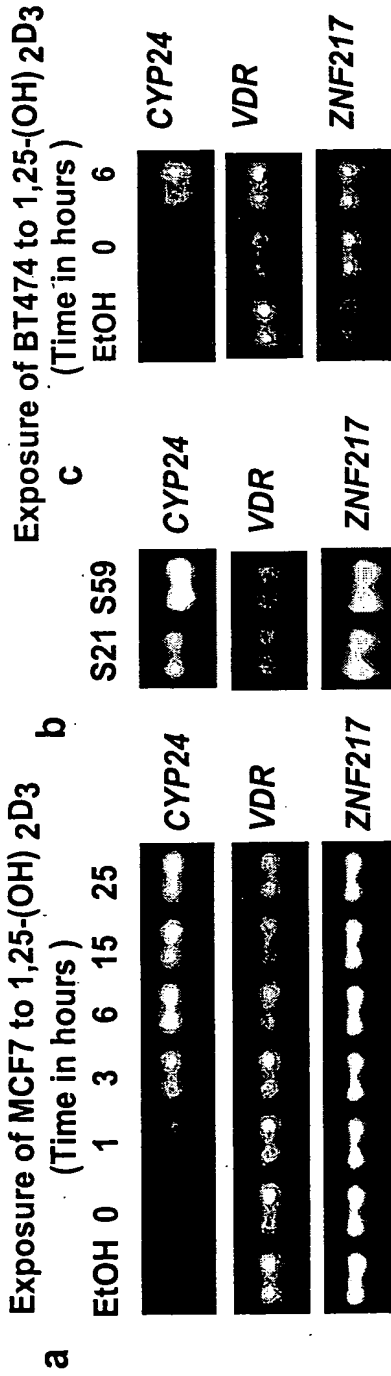 a
Exposure of MCF7 to 1,25-(OH) 2D3
(Time in hours)
EtOH 0 1 3 6 15 25
CYP24
VDR
ZNF217
b
S21 S59
CYP24
VDR
ZNF217
c
Exposure of BT474 to 1,25-(OH) 2D3
(Time in hours)
EtOH 0 6
CYP24
VDR
ZNF217